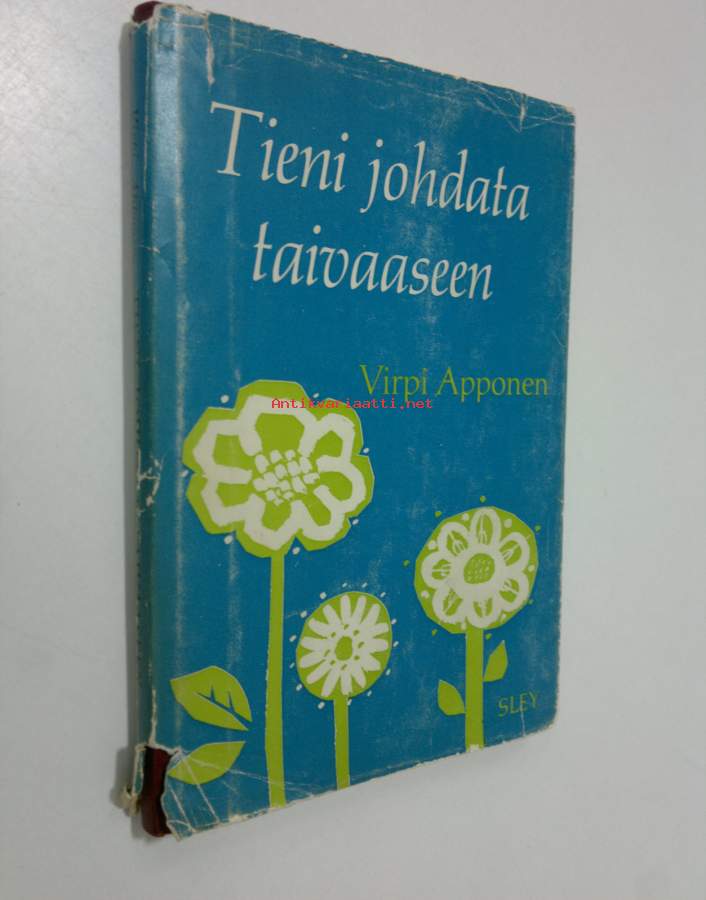 Tieni johdata
taivaaseen
Virpi Apponen
Antikvariaatti.net
SLEY